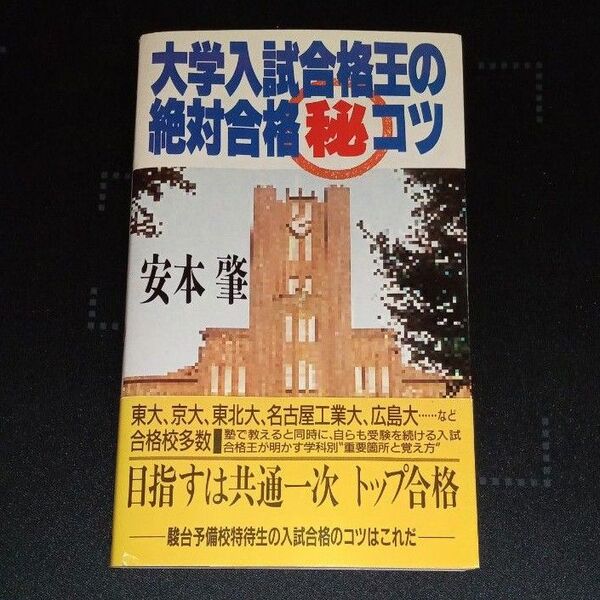 大学入試合格王の
絶対合格㊙コツ
安本 肇
東大、京大、東北大、名古屋工業大、広島大……など
合格校多数
塾で教えると同時に、自らも受験を続ける入試
合格王が明かす学科別"重要箇所と覚え方"
目指すは共通一次 トップ合格
──駿台予備校特待生の入試合格のコツはこれだ──